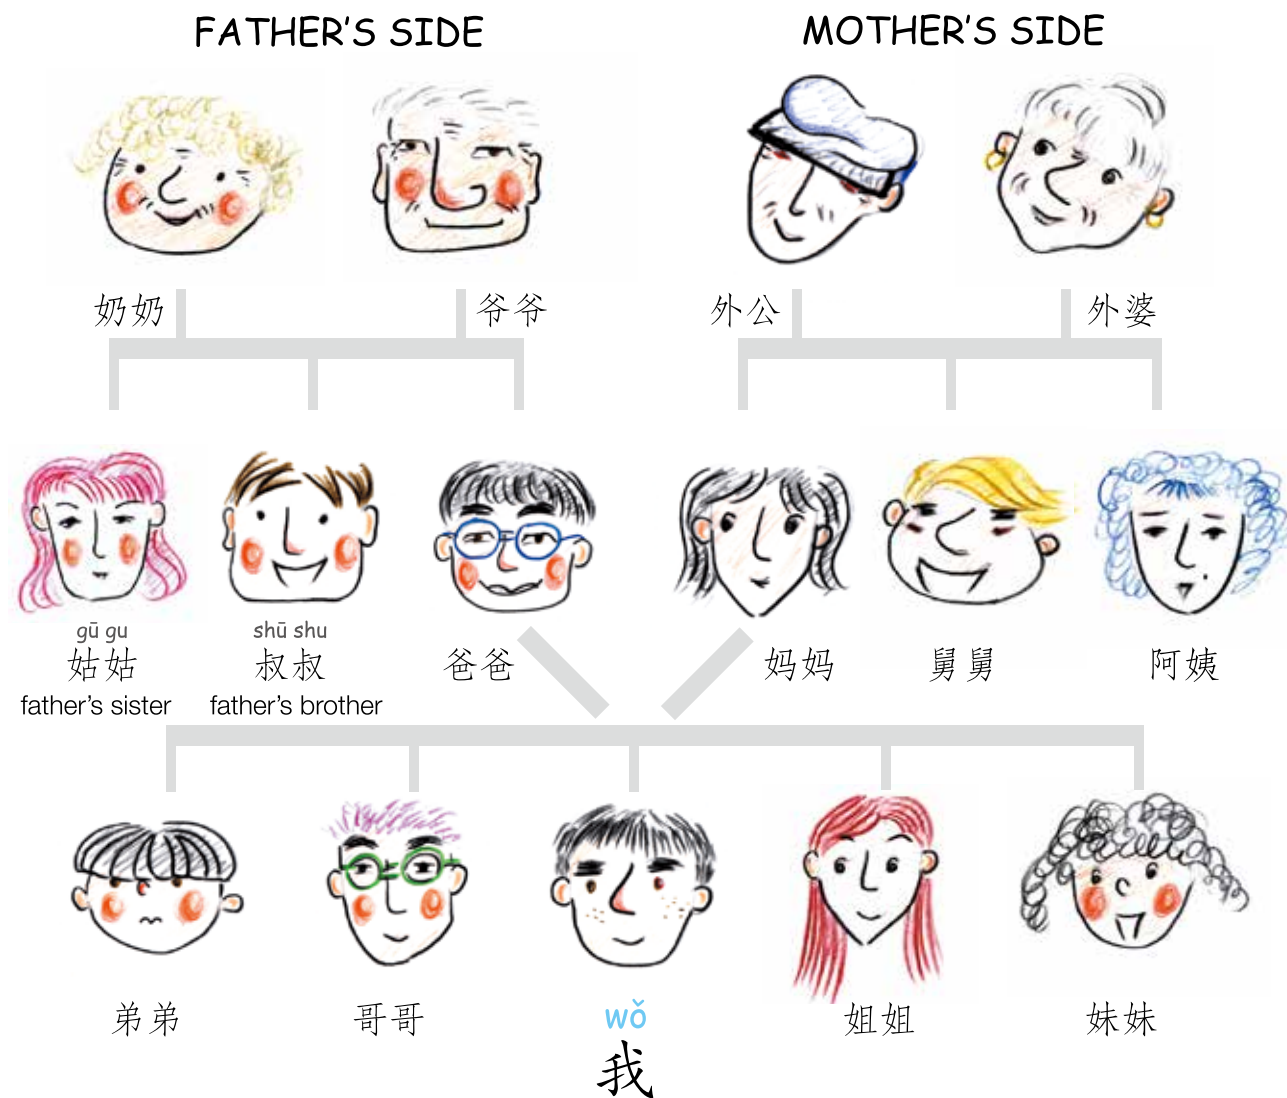 FATHER'S SIDE
MOTHER'S SIDE
奶奶
爷爷
外公
外婆
gū gu
姑姑
father's sister
shū shu
叔叔
father's brother
爸爸
妈妈
舅舅
阿姨
弟弟
哥哥
wǒ
我
姐姐
妹妹